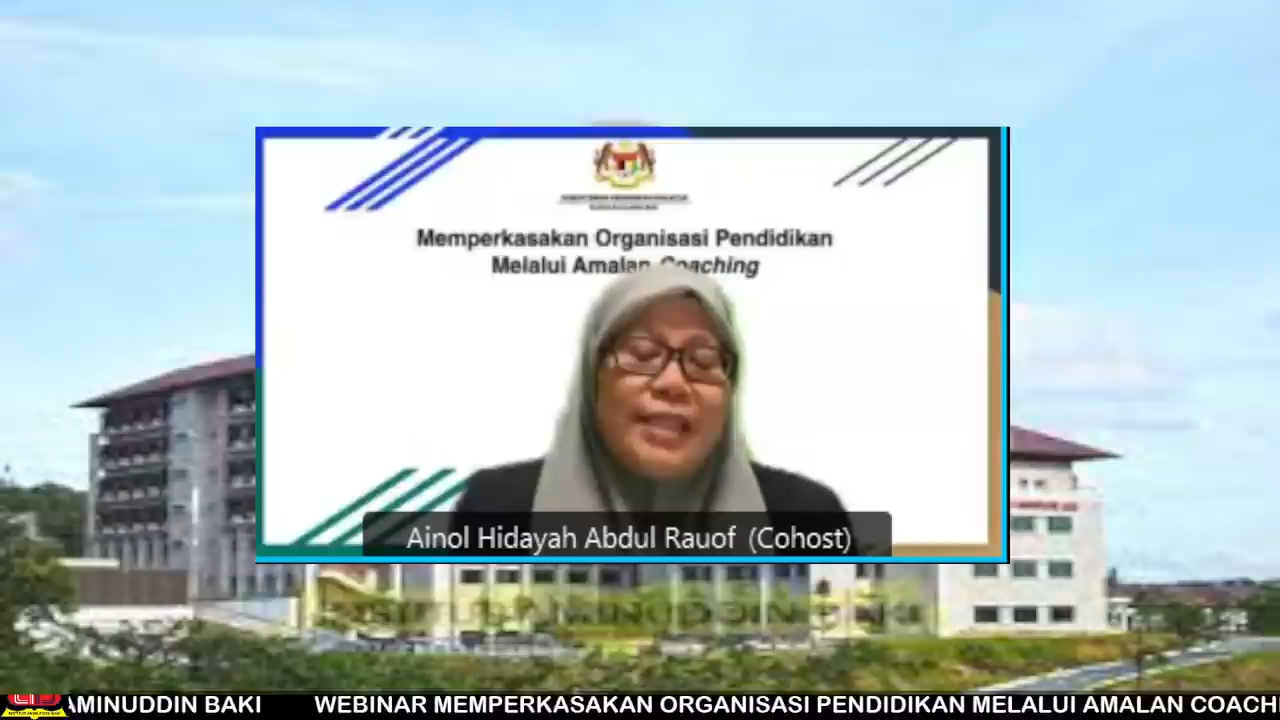 Memperkasakan Organisasi Pendidikan
Melalui Amalan Coaching
Ainol Hidayah Abdul Rauof (Cohost)
AMINUDDIN BAKI WEBINAR MEMPERKASAKAN ORGANISASI PENDIDIKAN MELALUI AMALAN COACH